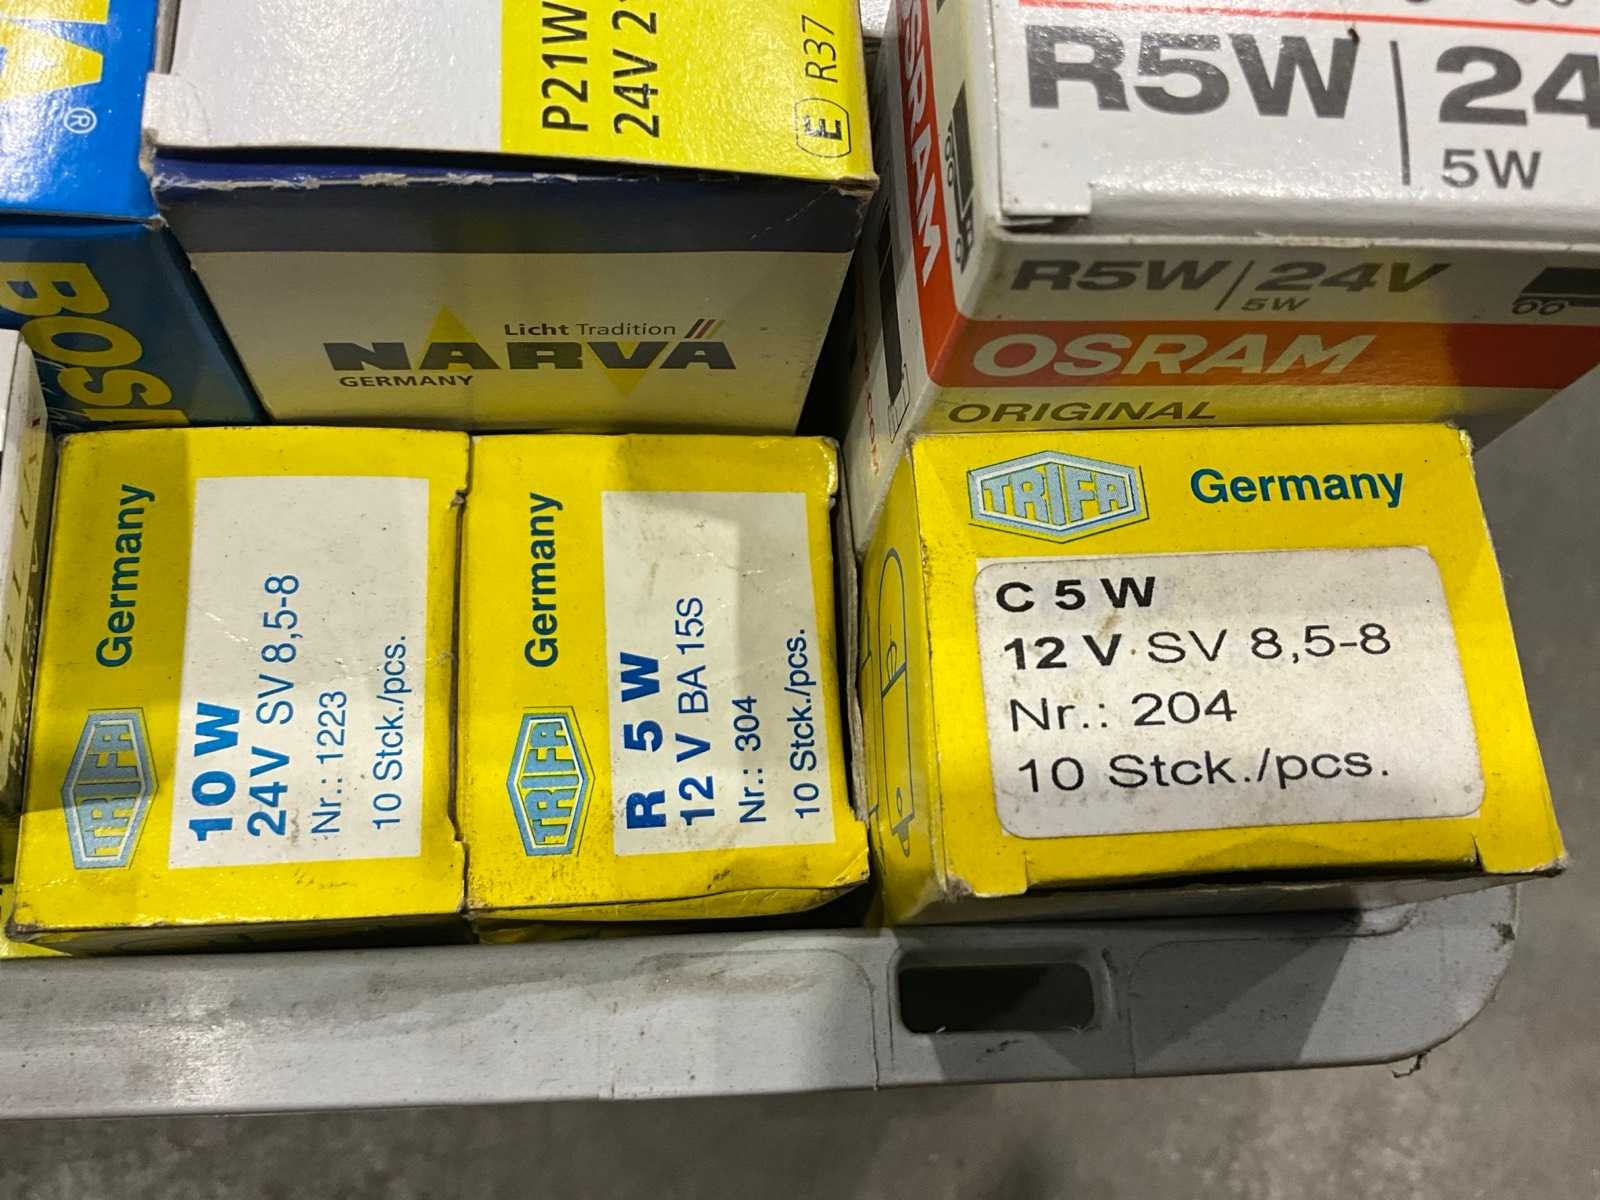 P21W
24V 2
E R37
Licht Tradition
NARVA
GERMANY
BOS
®
OSRAM
R5W 24
5W
R5W 24V
5W
OSRAM
ORIGINAL
Germany
TRIFA
10 W
24V SV 8,5-8
Nr.: 1223
10 Stck./pcs.
Germany
TRIFA
R 5 W
12 V BA 15S
Nr.: 304
10 Stck./pcs.
TRIFA Germany
C 5 W
12 V SV 8,5-8
Nr.: 204
10 Stck./pcs.